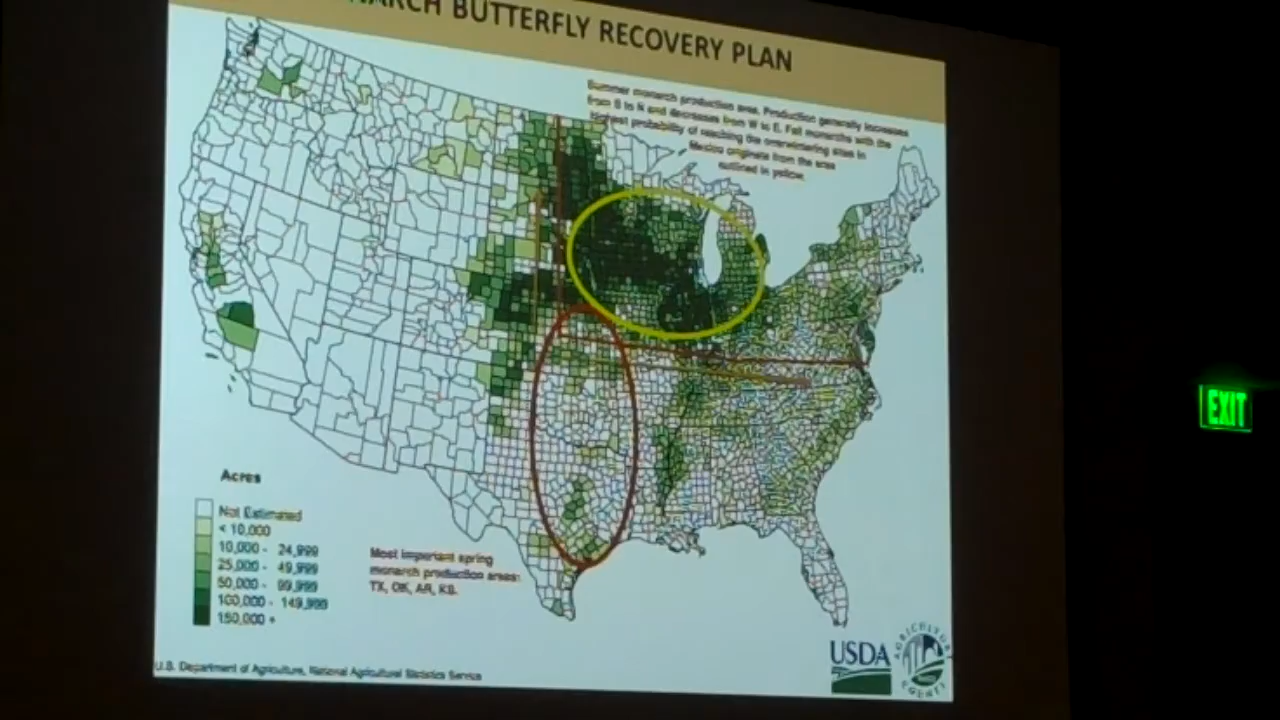 BUTTERFLY RECOVERY PLAN
Summer monarch production area. Production generally increases
from S to N and decreases from W to E. Fall monarchs with the
highest probability of reaching the overwintering sites in
Mexico originate from the area
outlined in yellow.
EXIT
Acres
Not Estimated
< 10,000
10,000 - 24,999
25,000 - 49,999
50,000 - 99,999
100,000 - 149,999
150,000 +
Most important spring
monarch production areas:
TX, OK, AR, KS.
USDA
U.S. Department of Agriculture, National Agricultural Statistics Service